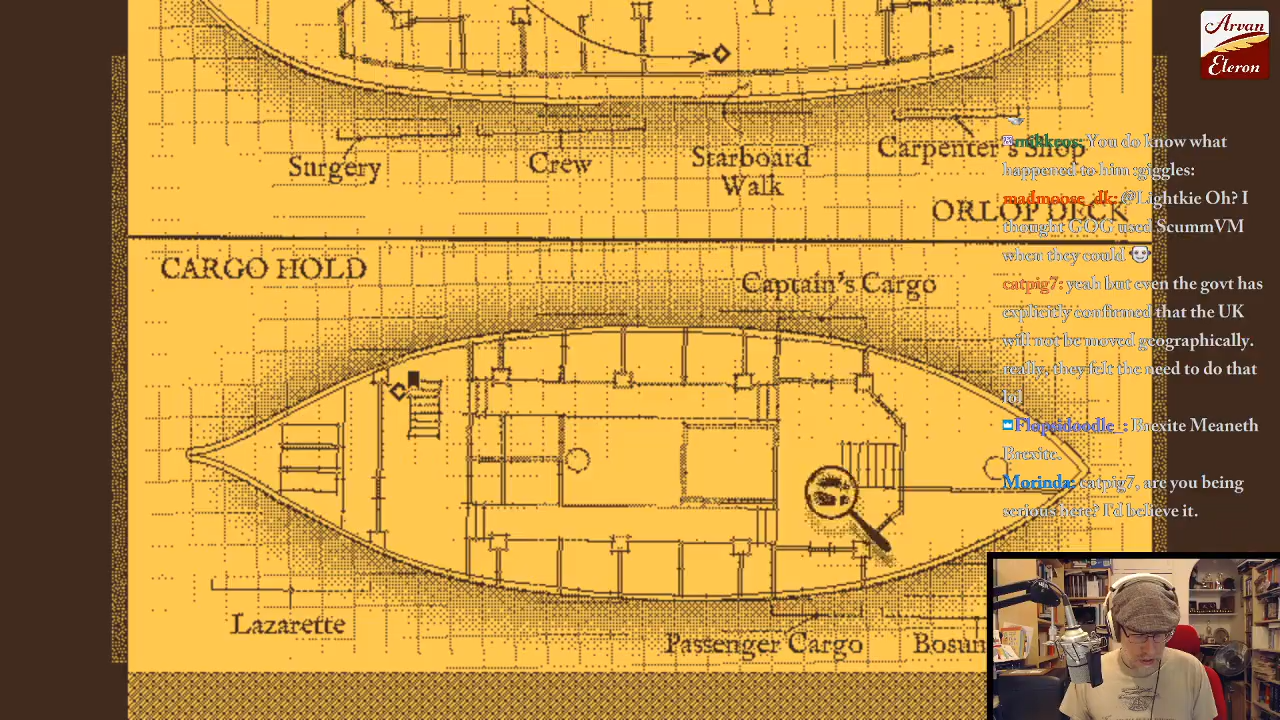 Arvan
Eleron
Surgery
Crew
Starboard
Walk
Carpenter's Shop
ORLOP DECK
CARGO HOLD
Captain's Cargo
Lazarette
Passenger Cargo
Bosun
mikkeos: You do know what
happened to him :giggles:
madmoose_dk: @Lightkie Oh? I
thought GOG used ScummVM
when they could
catpig7: yeah but even the govt has
explicitly confirmed that the UK
will not be moved geographically.
really, they felt the need to do that
lol
Flopsidoodle_: Brexite Meaneth
Brexite.
Morinda: catpig7, are you being
serious here? I'd believe it.